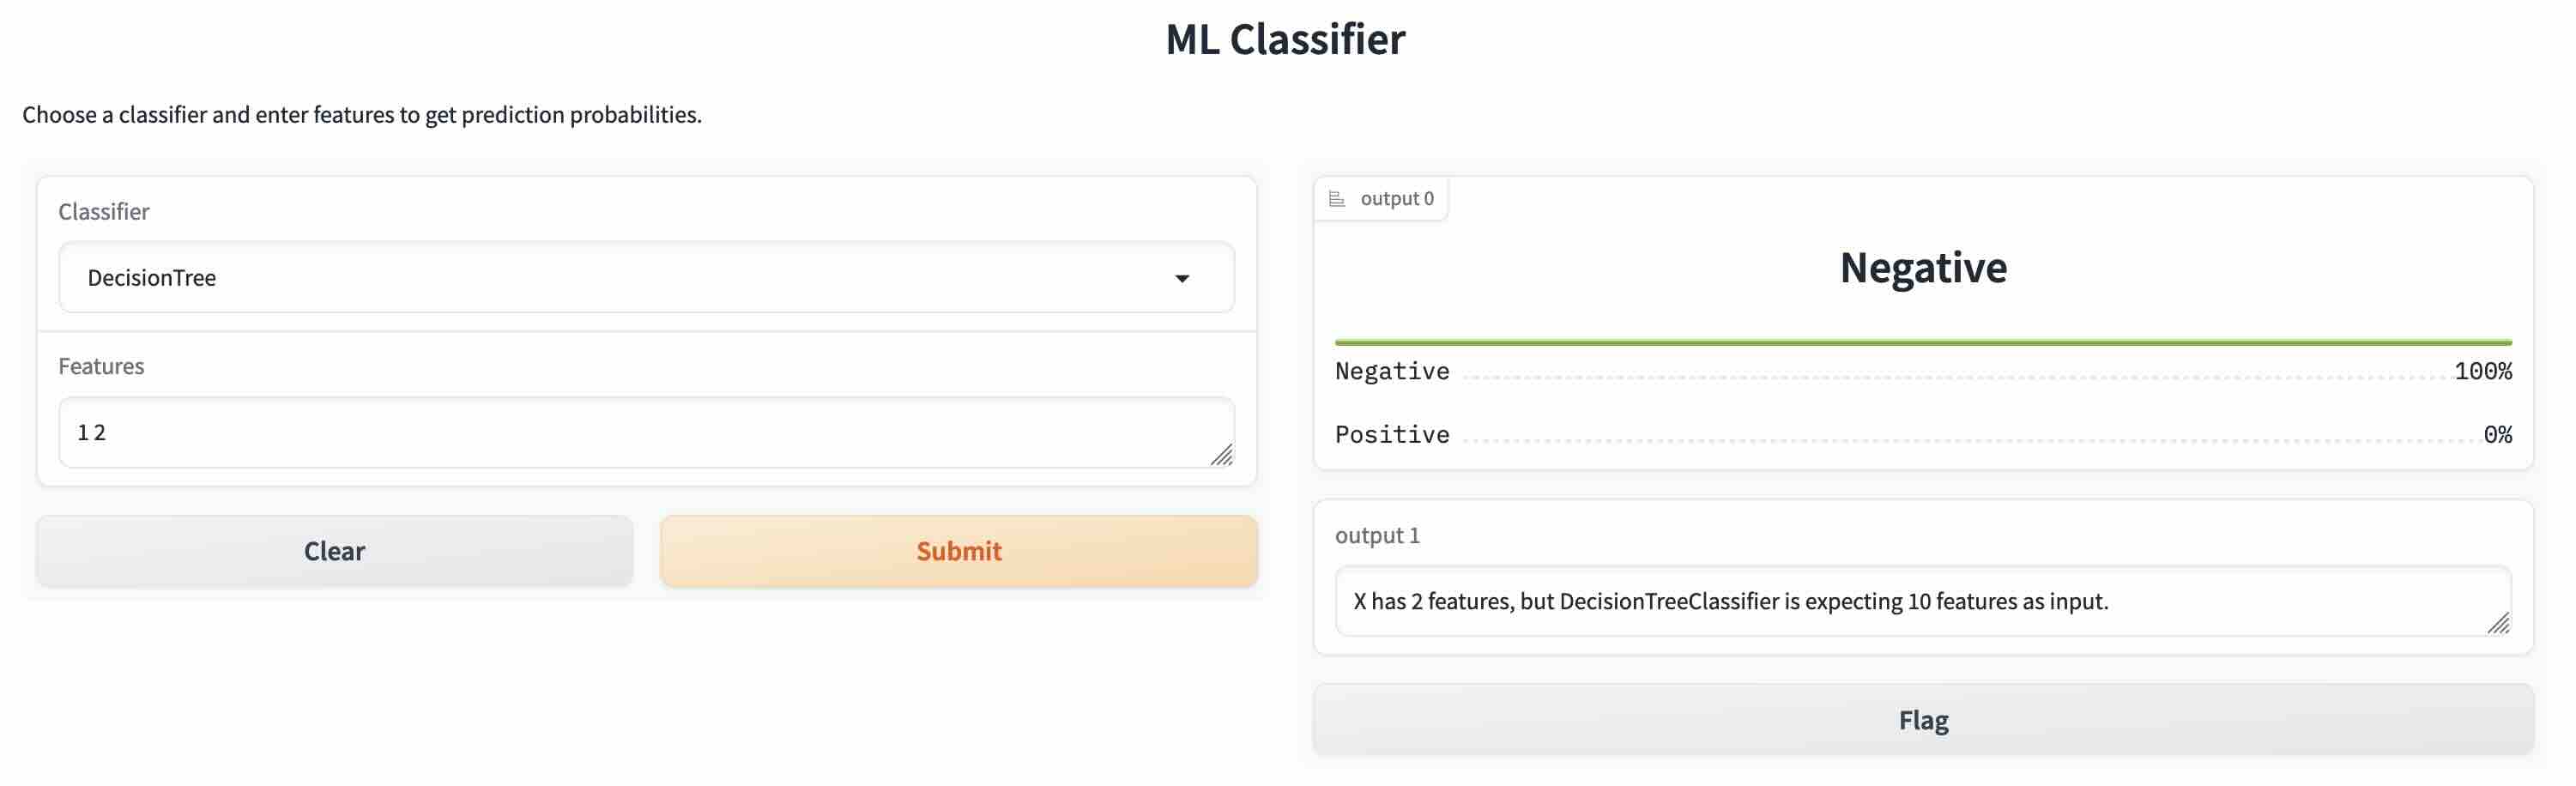 ML Classifier
Choose a classifier and enter features to get prediction probabilities.
Classifier
DecisionTree
Features
1 2
Clear
Submit
output 0
Negative
Negative 100%
Positive 0%
output 1
X has 2 features, but DecisionTreeClassifier is expecting 10 features as input.
Flag